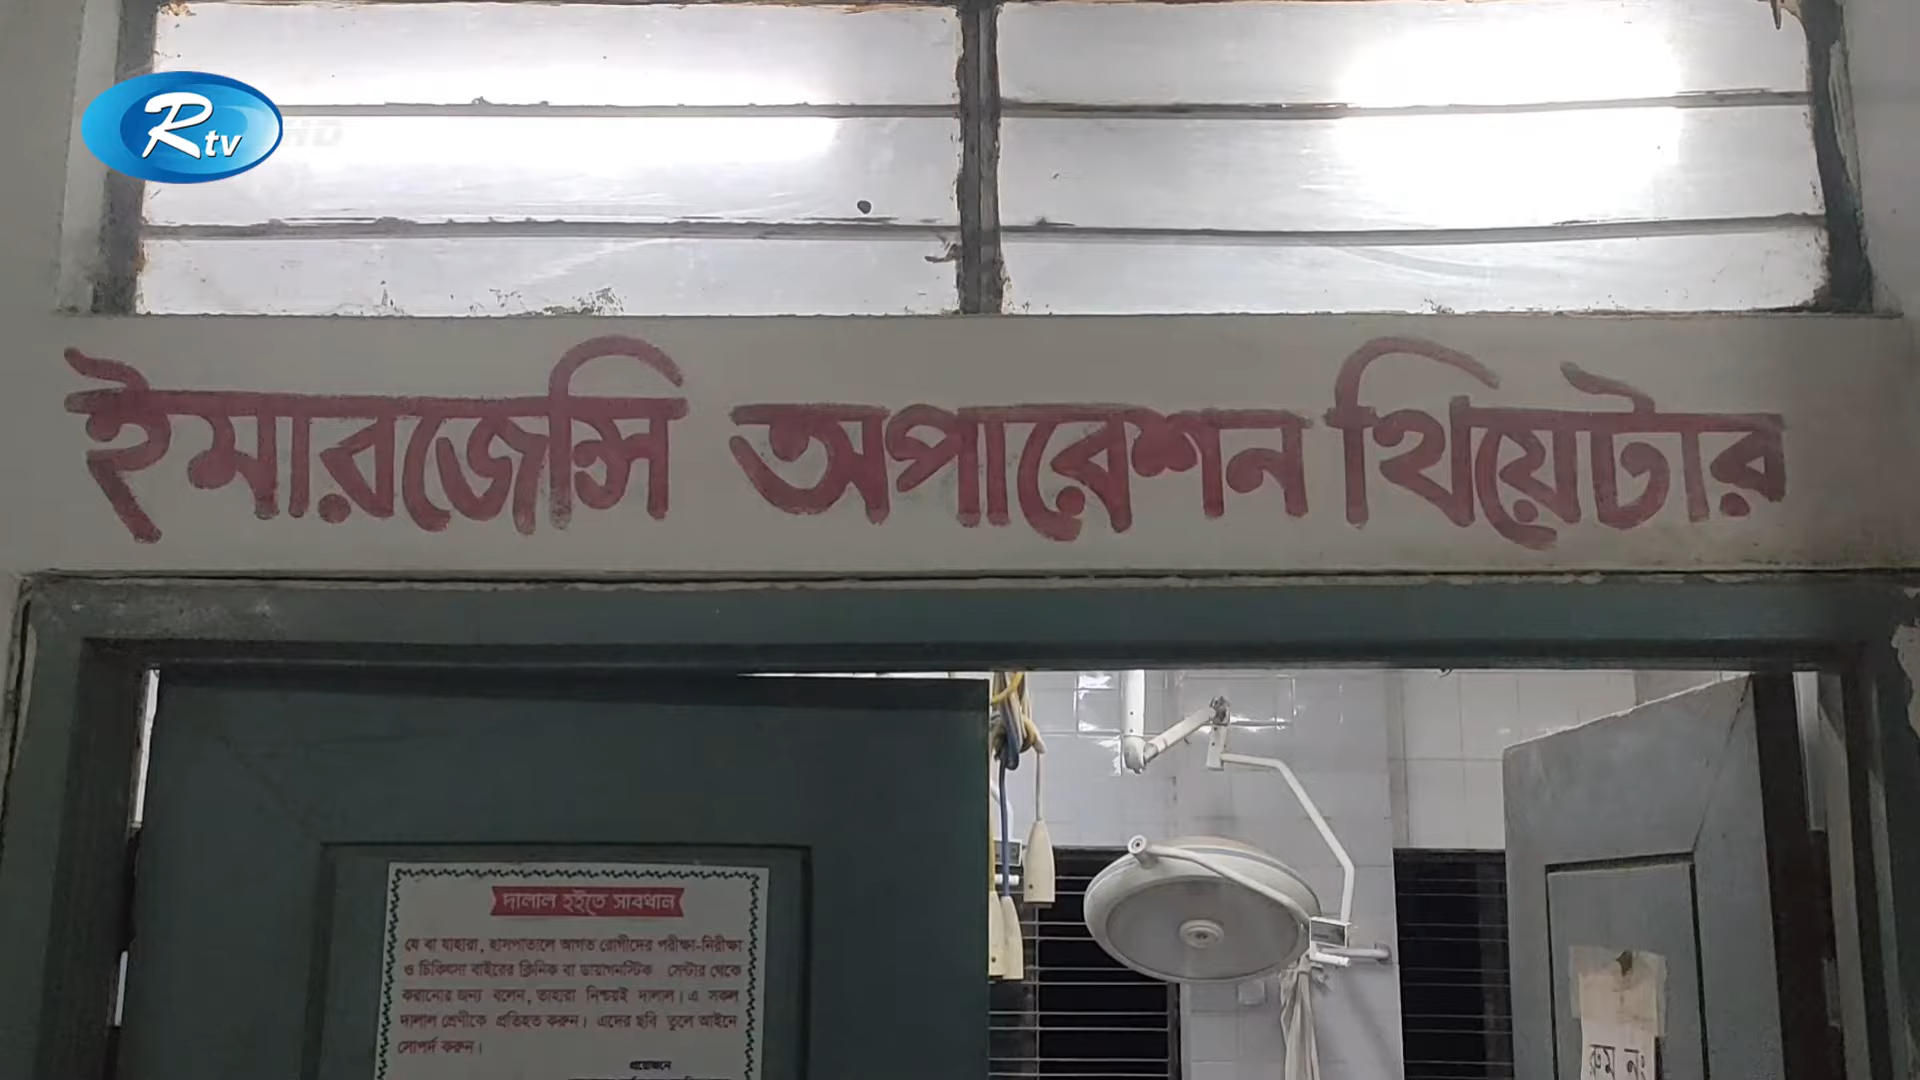 Rtv
HD
ইমারজেন্সি অপারেশন থিয়েটার
দালাল হইতে সাবধান
যে বা যাহারা, হাসপাতালে আগত রোগীদের পরীক্ষা-নিরীক্ষা
ও চিকিৎসা বাইরের ক্লিনিক বা ডায়াগনস্টিক সেন্টার থেকে
করানোর জন্য বলেন, তাহারা নিশ্চয়ই দালাল। এ সকল
দালাল শ্রেণীকে প্রতিহত করুন। এদের ছবি তুলে আইনে
সোপর্দ করুন।
প্রয়োজনে
রুম নং